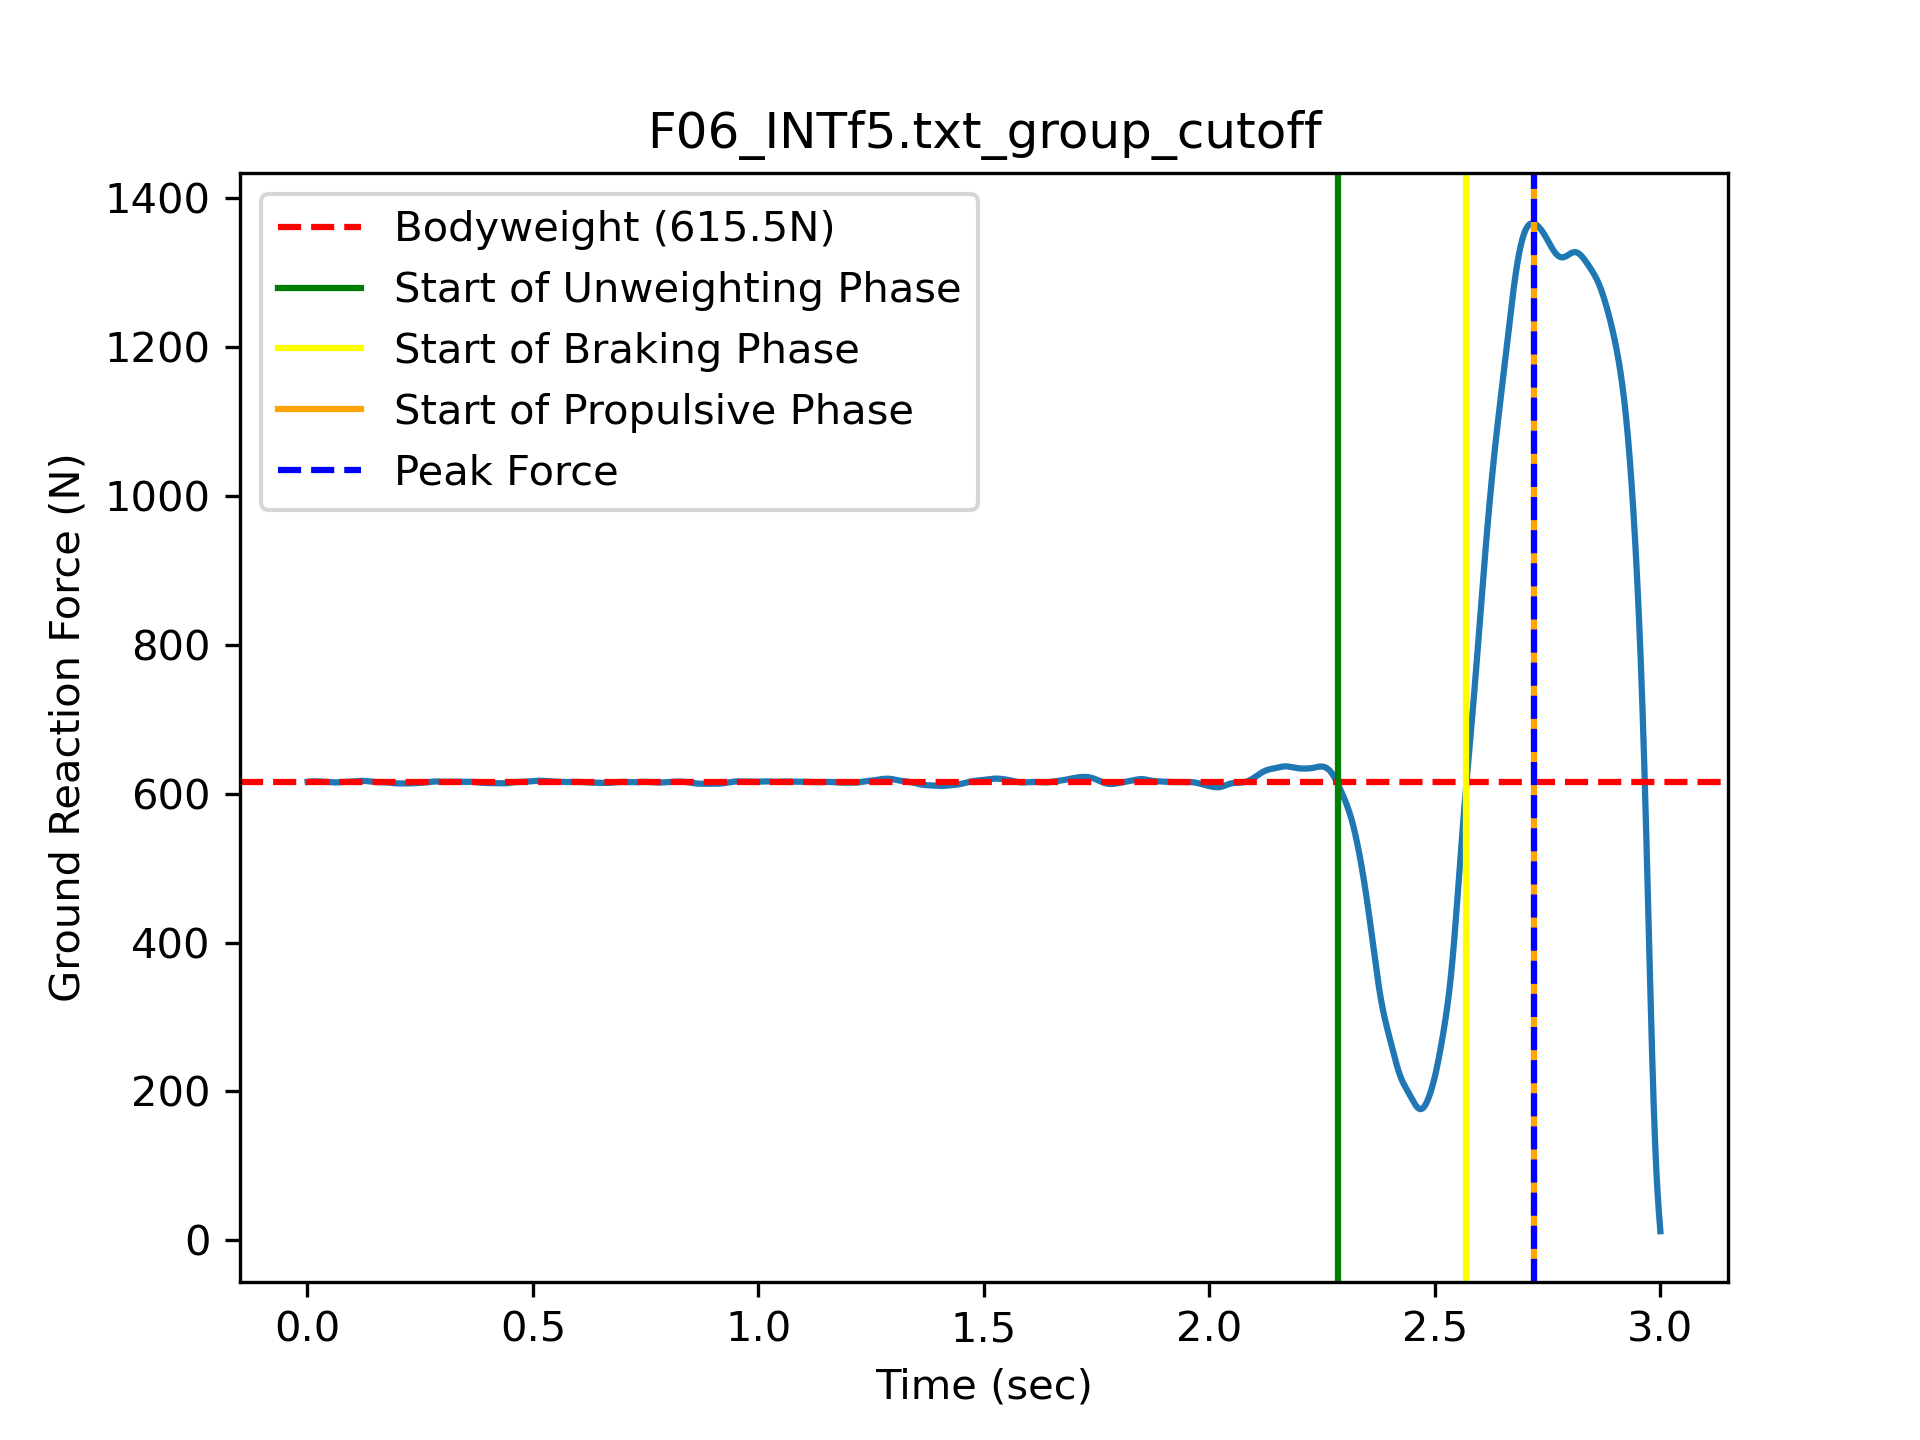 F06_INTf5.txt_group_cutoff
1400
1200
1000
800
600
400
200
0
Ground Reaction Force (N)
Bodyweight (615.5N)
Start of Unweighting Phase
Start of Braking Phase
Start of Propulsive Phase
Peak Force
0.0 0.5 1.0 1.5 2.0 2.5 3.0
Time (sec)